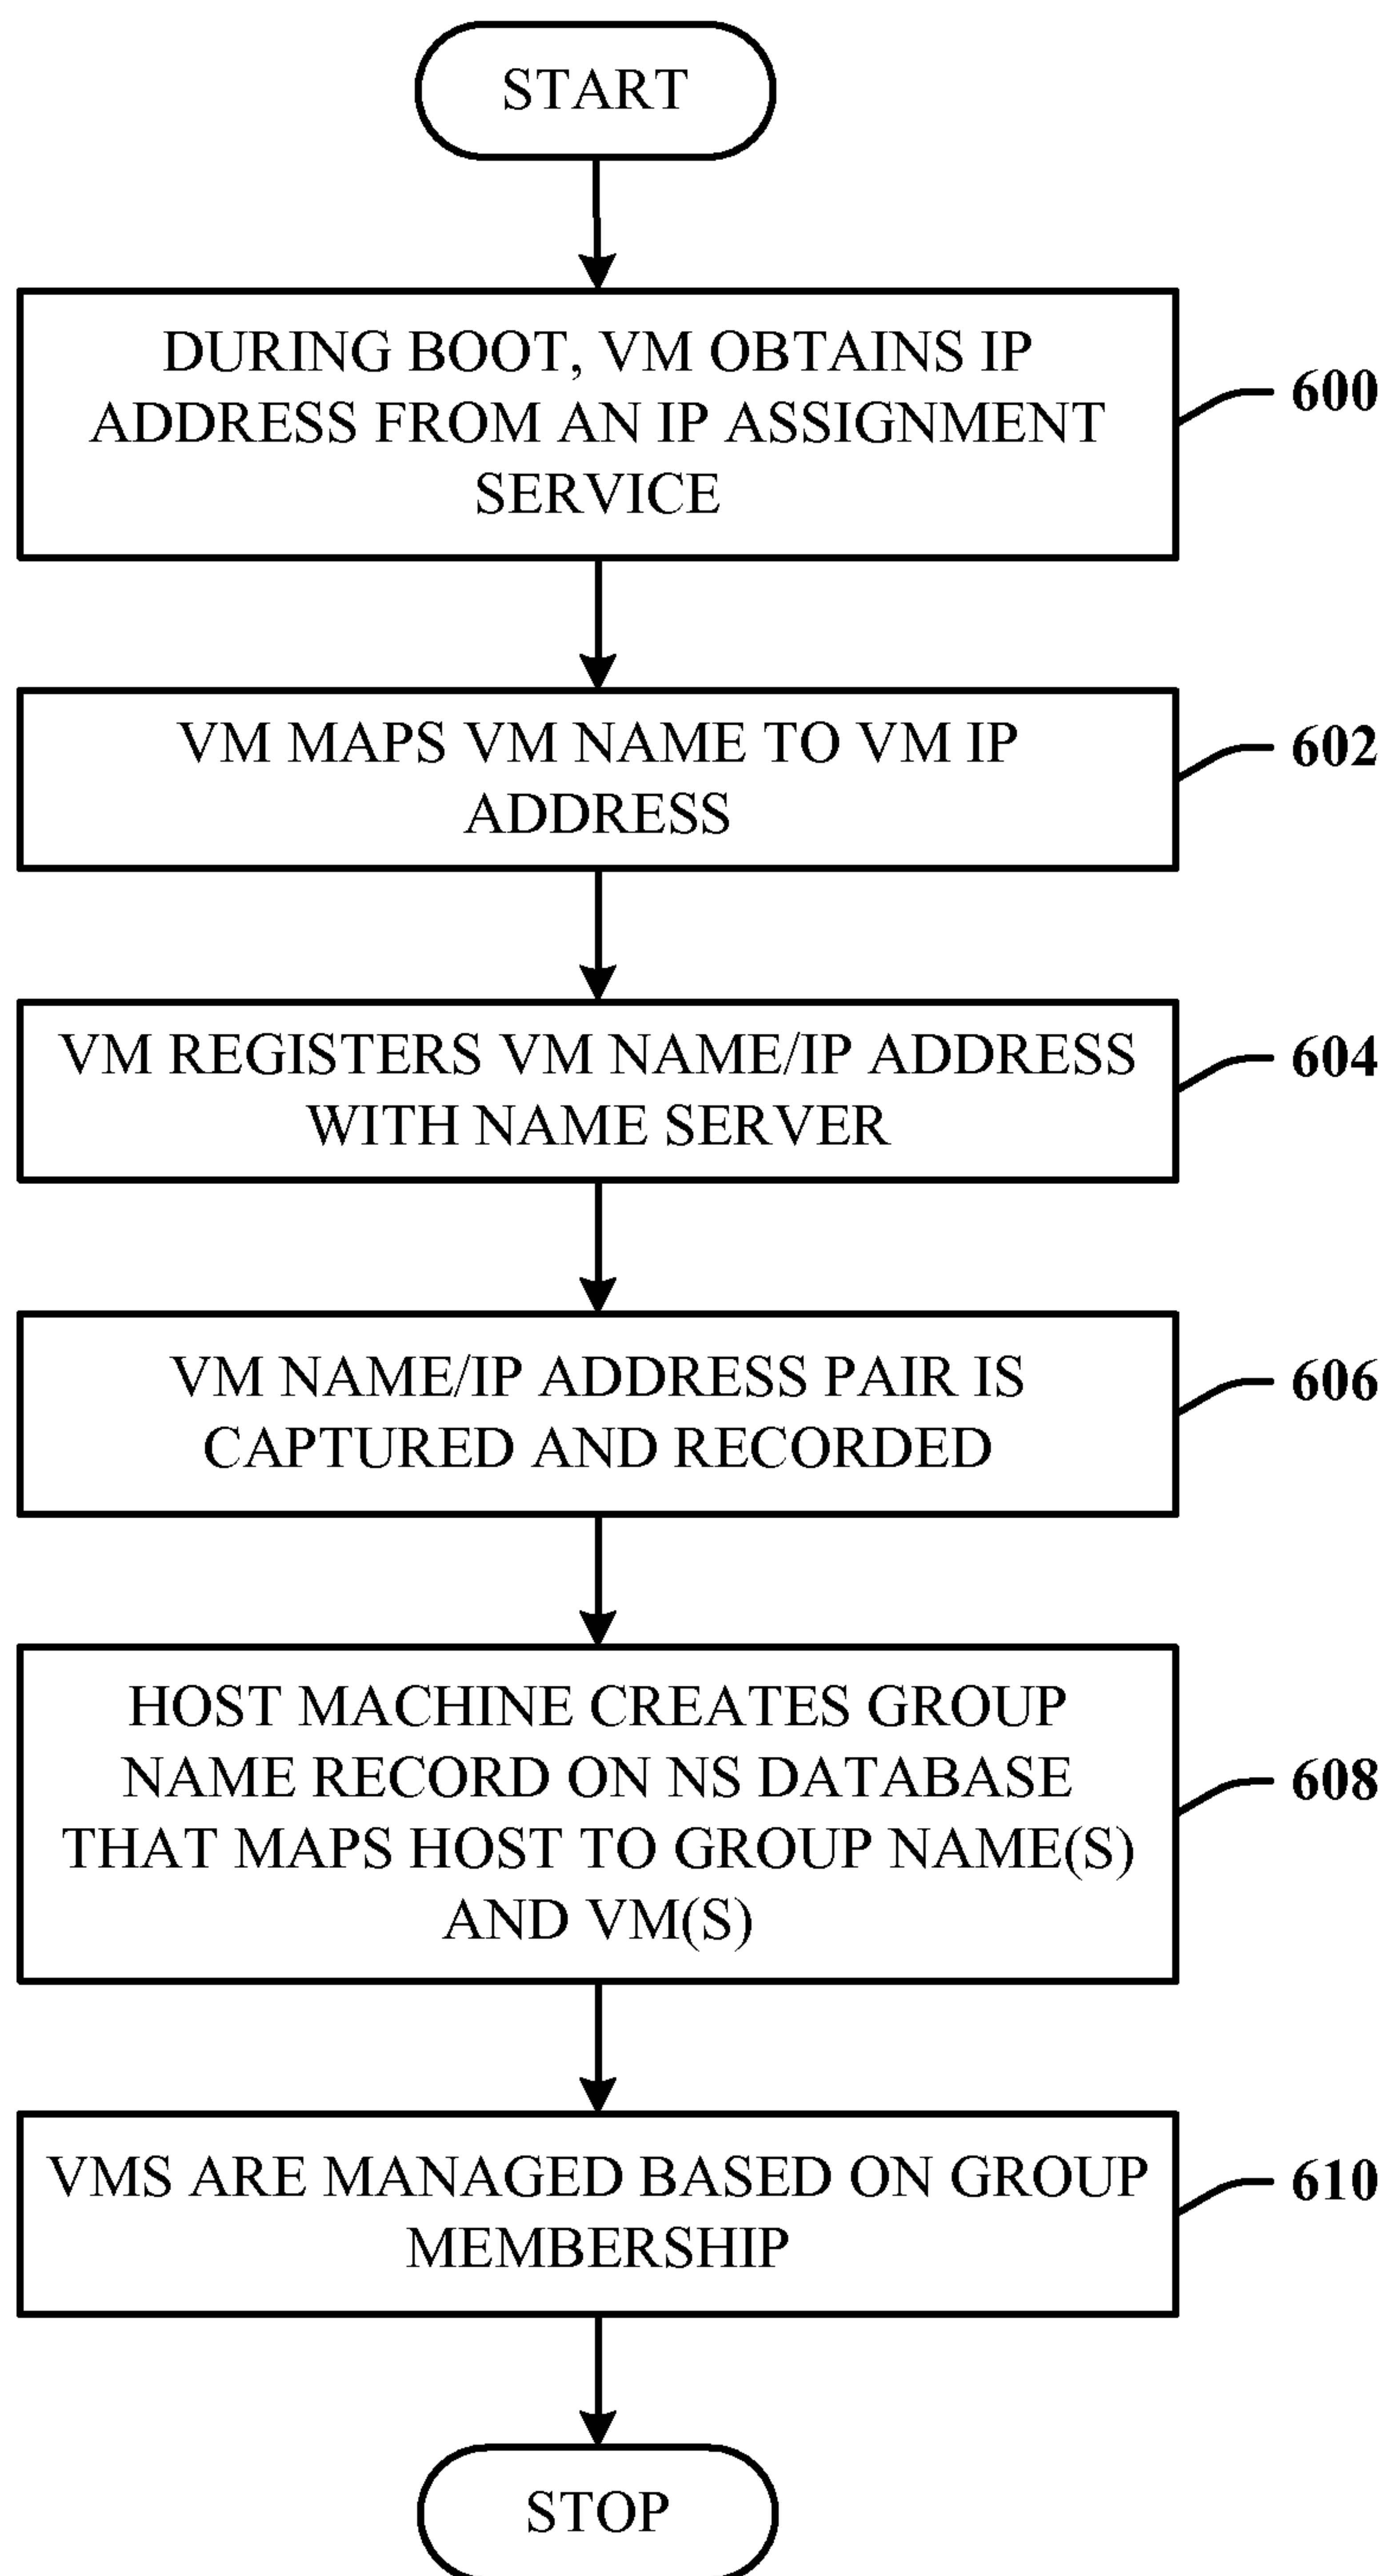 START
DURING BOOT, VM OBTAINS IP
ADDRESS FROM AN IP ASSIGNMENT
SERVICE
600
VM MAPS VM NAME TO VM IP
ADDRESS
602
VM REGISTERS VM NAME/IP ADDRESS
WITH NAME SERVER
604
VM NAME/IP ADDRESS PAIR IS
CAPTURED AND RECORDED
606
HOST MACHINE CREATES GROUP
NAME RECORD ON NS DATABASE
THAT MAPS HOST TO GROUP NAME(S)
AND VM(S)
608
VMS ARE MANAGED BASED ON GROUP
MEMBERSHIP
610
STOP